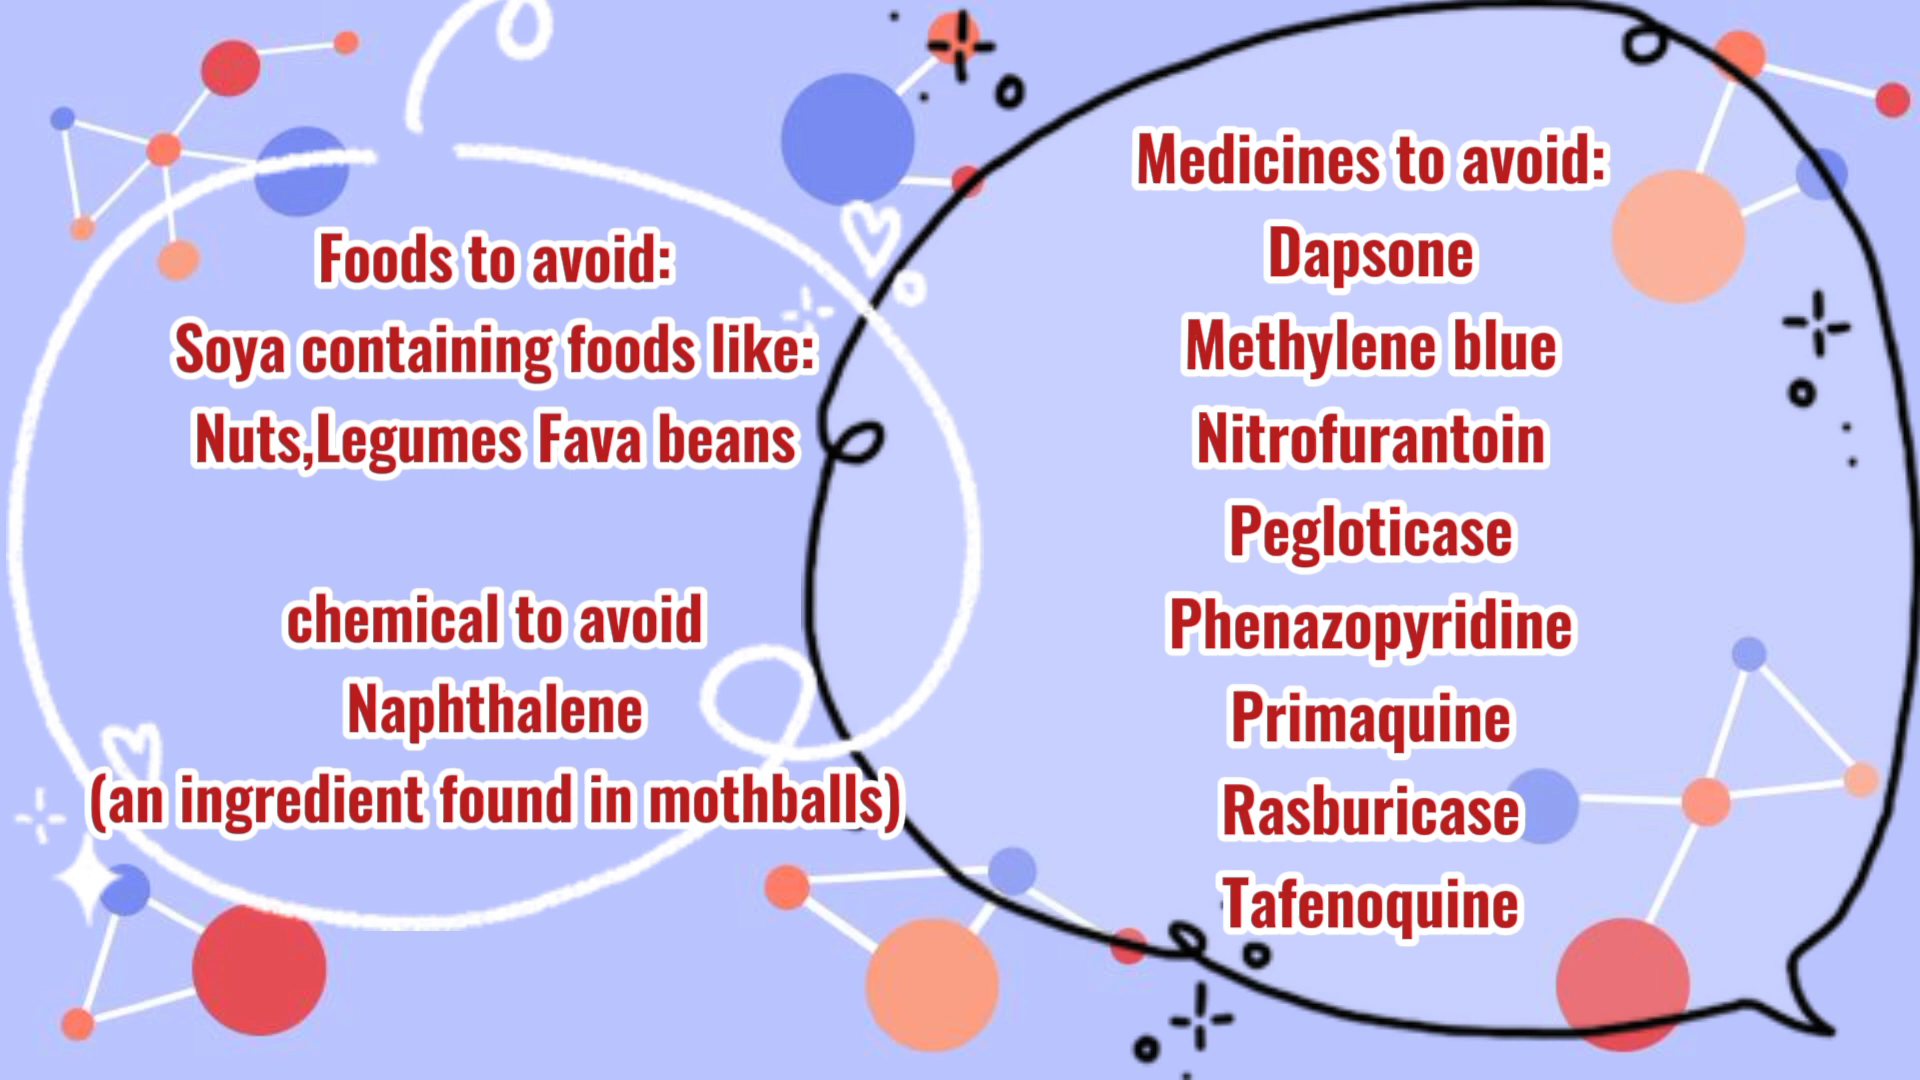 Foods to avoid:
Soya containing foods like:
Nuts,Legumes Fava beans
chemical to avoid
Naphthalene
(an ingredient found in mothballs)
Medicines to avoid:
Dapsone
Methylene blue
Nitrofurantoin
Pegloticase
Phenazopyridine
Primaquine
Rasburicase
Tafenoquine